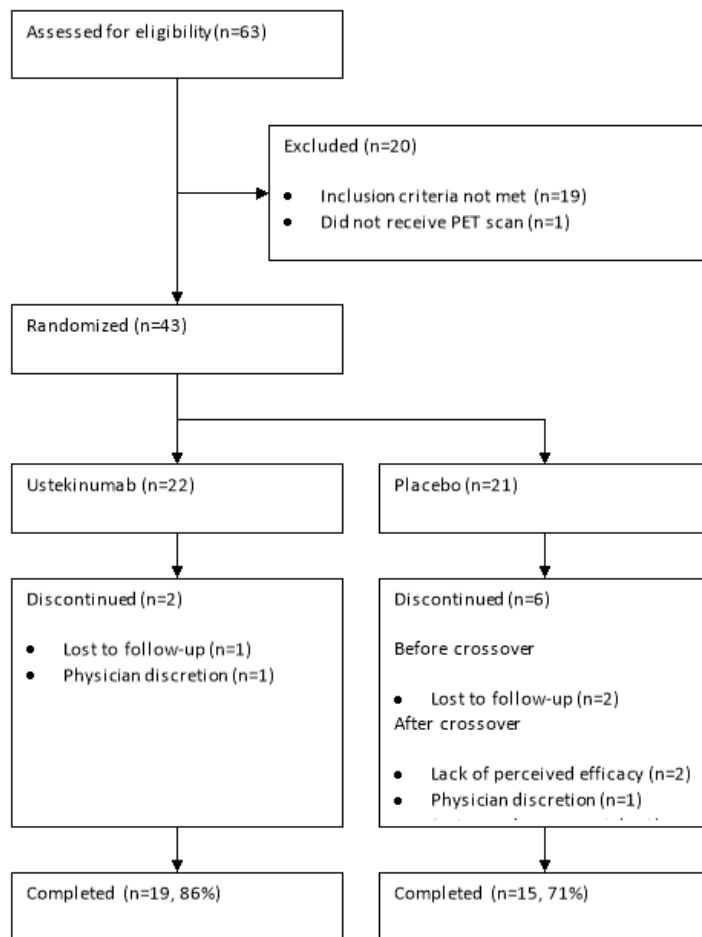 Assessed for eligibility (n=63)
Excluded (n=20)
● Inclusion criteria not met (n=19)
● Did not receive PET scan (n=1)
Randomized (n=43)
Ustekinumab (n=22)
Placebo (n=21)
Discontinued (n=2)
● Lost to follow-up (n=1)
● Physician discretion (n=1)
Discontinued (n=6)
Before crossover
● Lost to follow-up (n=2)
After crossover
● Lack of perceived efficacy (n=2)
● Physician discretion (n=1)
Completed (n=19, 86%)
Completed (n=15, 71%)